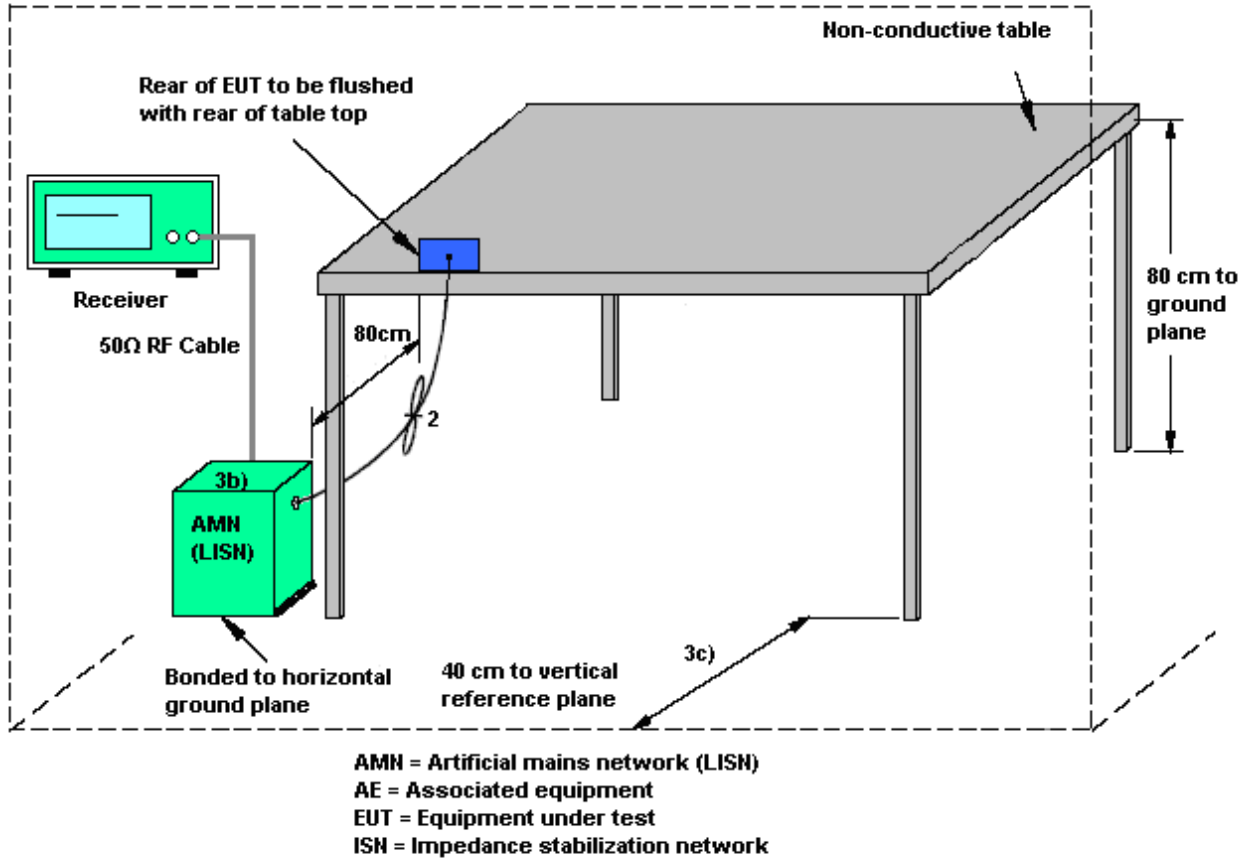 Non-conductive table
Rear of EUT to be flushed
with rear of table top
Receiver
50Ω RF Cable
80cm
80 cm to
ground
plane
2
3b)
AMN
(LISN)
Bonded to horizontal
ground plane
40 cm to vertical
reference plane
3c)
AMN = Artificial mains network (LISN)
AE = Associated equipment
EUT = Equipment under test
ISN = Impedance stabilization network